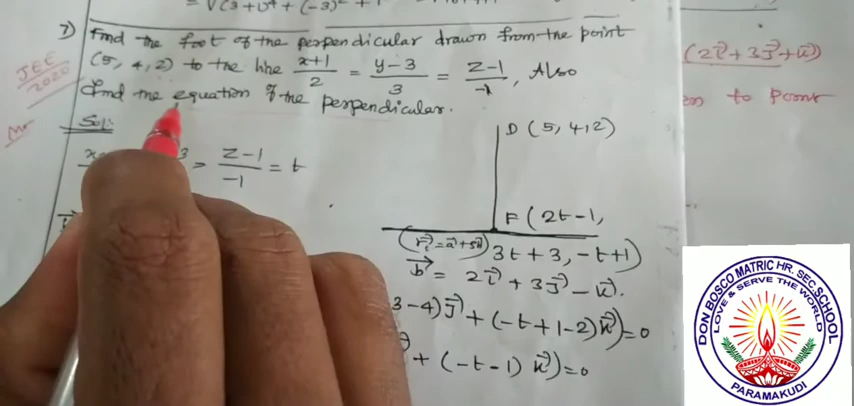 = √(3+
7) Find the foot of the perpendicular drawn from the point
(5, 4, 2) to the line (x+1)/2 = (y-3)/3 = (z-1)/-1, Also
find the equation of the perpendicular.
JEE
2020
Sol:
= (z-1)/-1 = t
D (5, 4, 2)
F (2t-1,
3t+3, -t+1)
b⃗ = 2i⃗ + 3j⃗ - k⃗.
3-4)j⃗ + (-t+1-2)k⃗) = 0
+ (-t-1) k⃗) = 0
(2i⃗ + 3j⃗ + k⃗)
to point
DON BOSCO MATRIC HR. SEC. SCHOOL
LOVE & SERVE THE WORLD
PARAMAKUDI